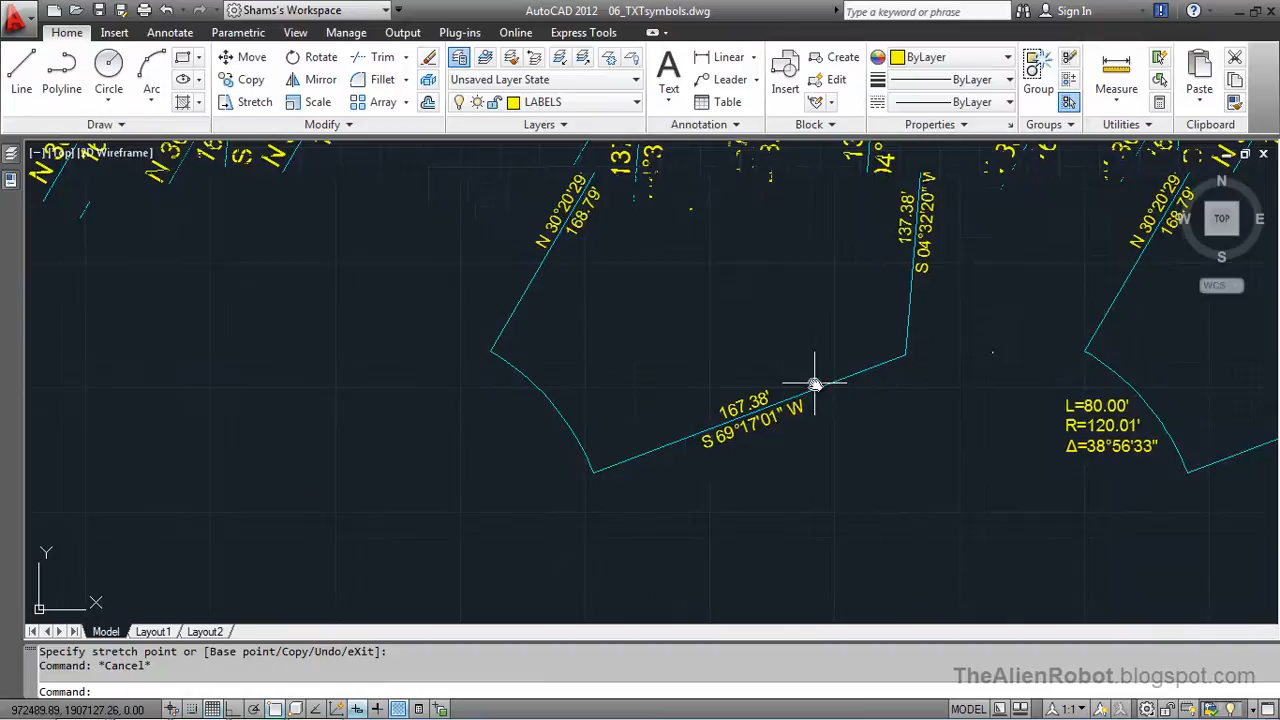 Shams's Workspace
AutoCAD 2012 06_TXTsymbols.dwg
Type a keyword or phrase
Sign In
Home Insert Annotate Parametric View Manage Output Plug-ins Online Express Tools
Line
Polyline
Circle
Arc
Move
Rotate
Trim
Copy
Mirror
Fillet
Stretch
Scale
Array
Unsaved Layer State
LABELS
Text
Linear
Leader
Table
Insert
Create
Edit
ByLayer
ByLayer
ByLayer
Group
Measure
Paste
Draw
Modify
Layers
Annotation
Block
Properties
Groups
Utilities
Clipboard
N 30°20'29
168.79'
137.38'
S 04°32'20" W
167.38'
S 69°17'01" W
N 30°20'29
168.79'
L=80.00'
R=120.01'
Δ=38°56'33"
N
W
TOP
E
S
WCS
Y
X
Model Layout1 Layout2
Specify stretch point or [Base point/Copy/Undo/eXit]:
Command: *Cancel*
Command:
TheAlienRobot.blogspot.com
972489.89, 1907127.26, 0.00
MODEL
1:1